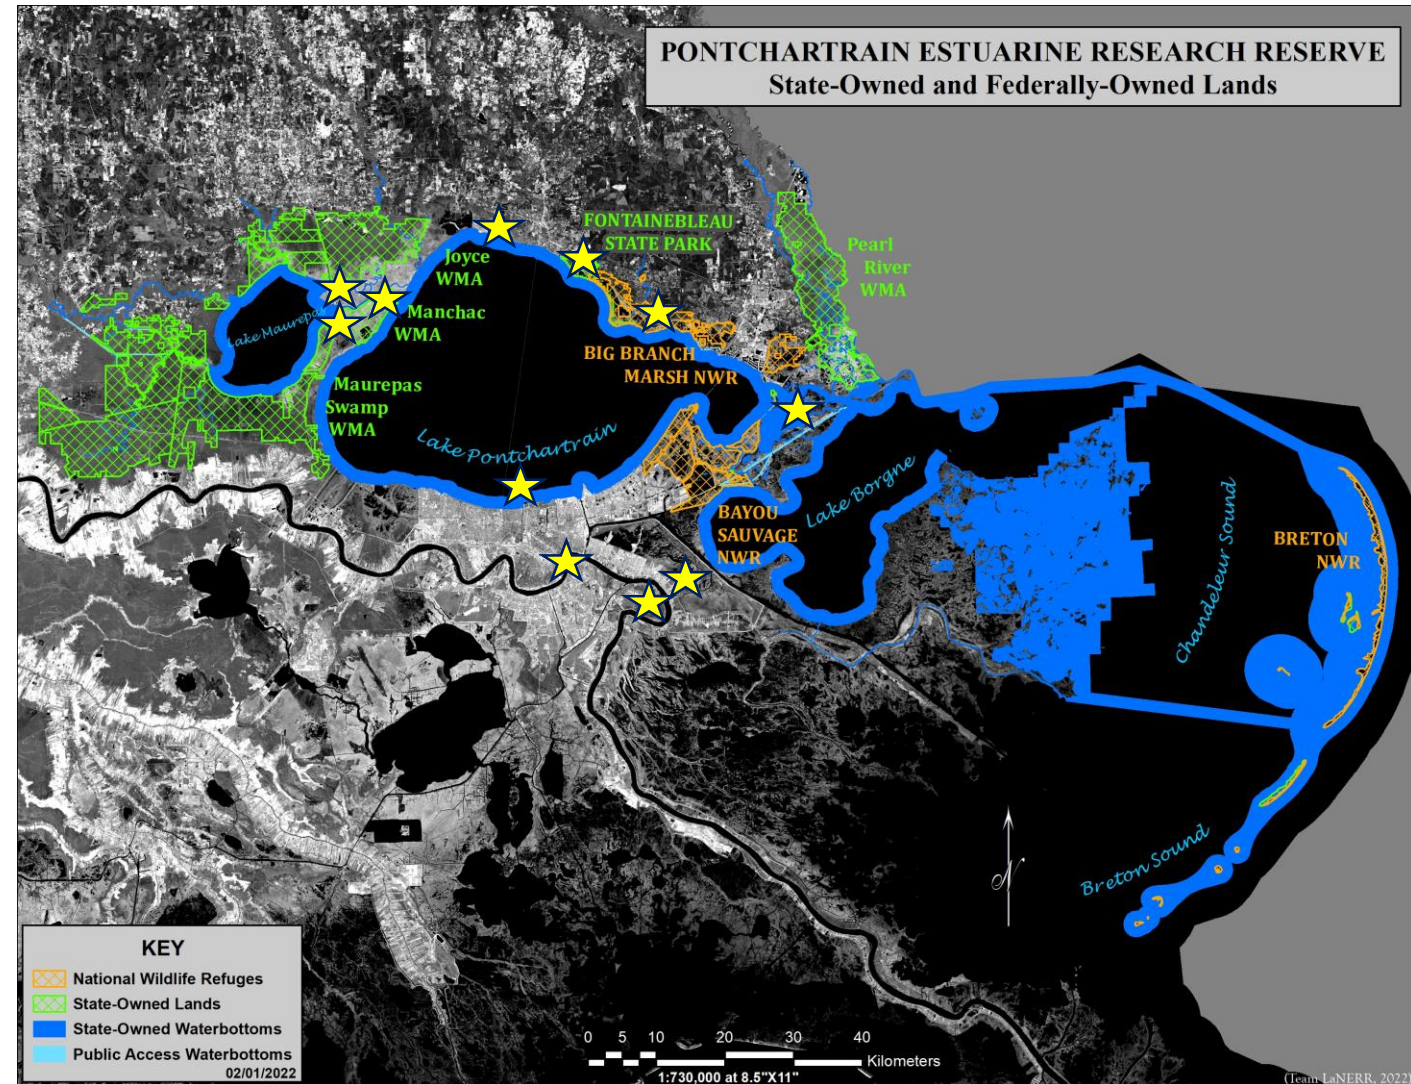 PONTCHARTRAIN ESTUARINE RESEARCH RESERVE
State-Owned and Federally-Owned Lands
FONTAINEBLEAU
STATE PARK
Pearl
River
WMA
Joyce
WMA
Lake Maurepas
Manchac
WMA
BIG BRANCH
MARSH NWR
Maurepas
Swamp
WMA
Lake Pontchartrain
Lake Borgne
BAYOU
SAUVAGE
NWR
Chandeleur Sound
BRETON
NWR
Breton Sound
N
KEY
National Wildlife Refuges
State-Owned Lands
State-Owned Waterbottoms
Public Access Waterbottoms
02/01/2022
0 5 10 20 30 40
Kilometers
1:730,000 at 8.5"X11"
(Team LaNERR, 2022)